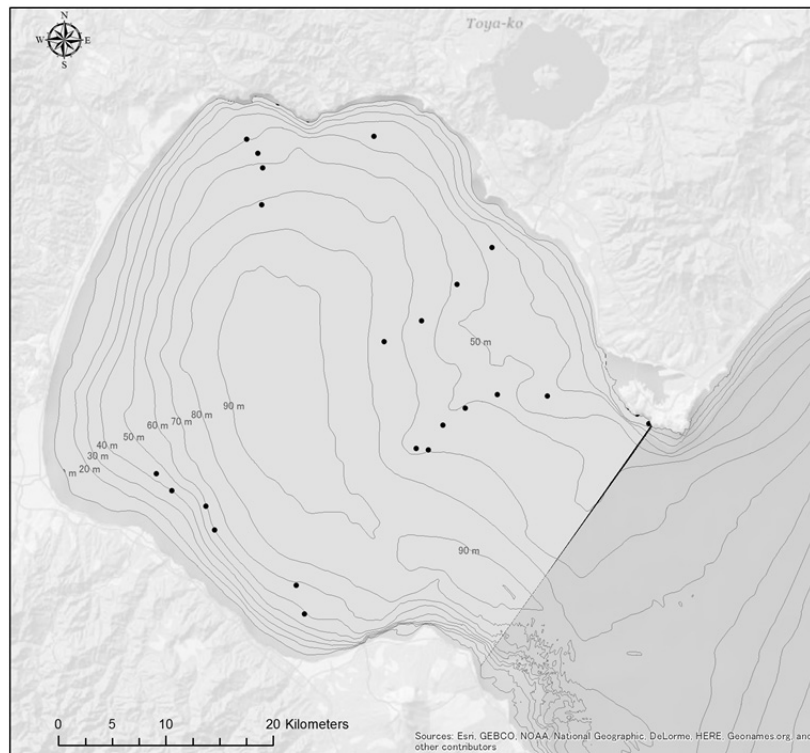 N
W E
S
Toya-ko
50 m
90 m
80 m
70 m
60 m
50 m
40 m
30 m
20 m
m
90 m
0 5 10 20 Kilometers
Sources: Esri, GEBCO, NOAA, National Geographic, DeLorme, HERE, Geonames.org, and
other contributors